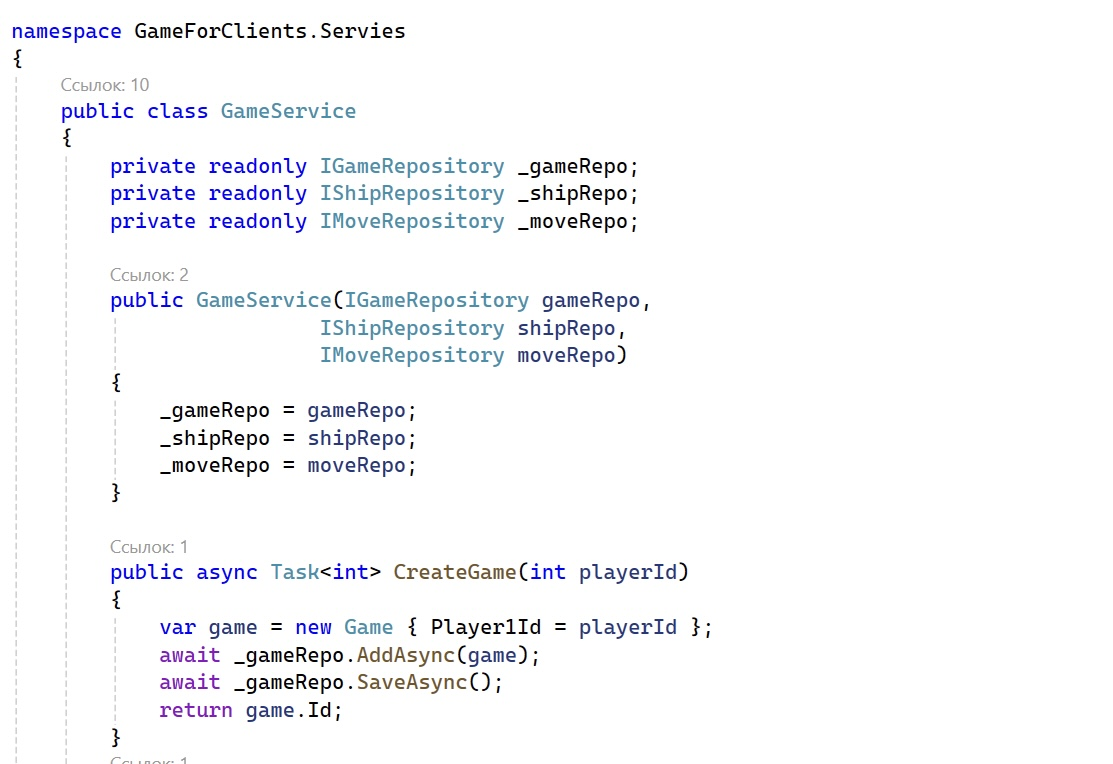 namespace GameForClients.Servies
{
Ссылок: 10
public class GameService
{
private readonly IGameRepository _gameRepo;
private readonly IShipRepository _shipRepo;
private readonly IMoveRepository _moveRepo;
Ссылок: 2
public GameService(IGameRepository gameRepo,
IShipRepository shipRepo,
IMoveRepository moveRepo)
{
_gameRepo = gameRepo;
_shipRepo = shipRepo;
_moveRepo = moveRepo;
}
Ссылок: 1
public async Task<int> CreateGame(int playerId)
{
var game = new Game { Player1Id = playerId };
await _gameRepo.AddAsync(game);
await _gameRepo.SaveAsync();
return game.Id;
}
Ссылок: 1